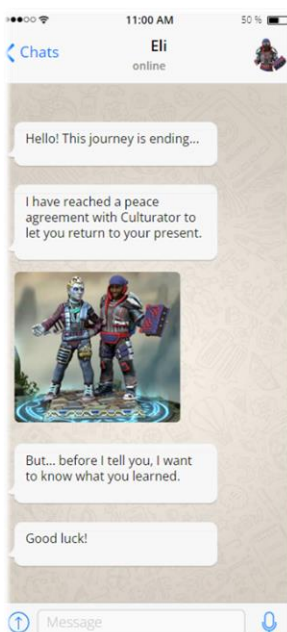 11:00 AM
50 %
Chats
Eli
online
Hello! This journey is ending...
I have reached a peace
agreement with Culturator to
let you return to your present.
But... before I tell you, I want
to know what you learned.
Good luck!
Message